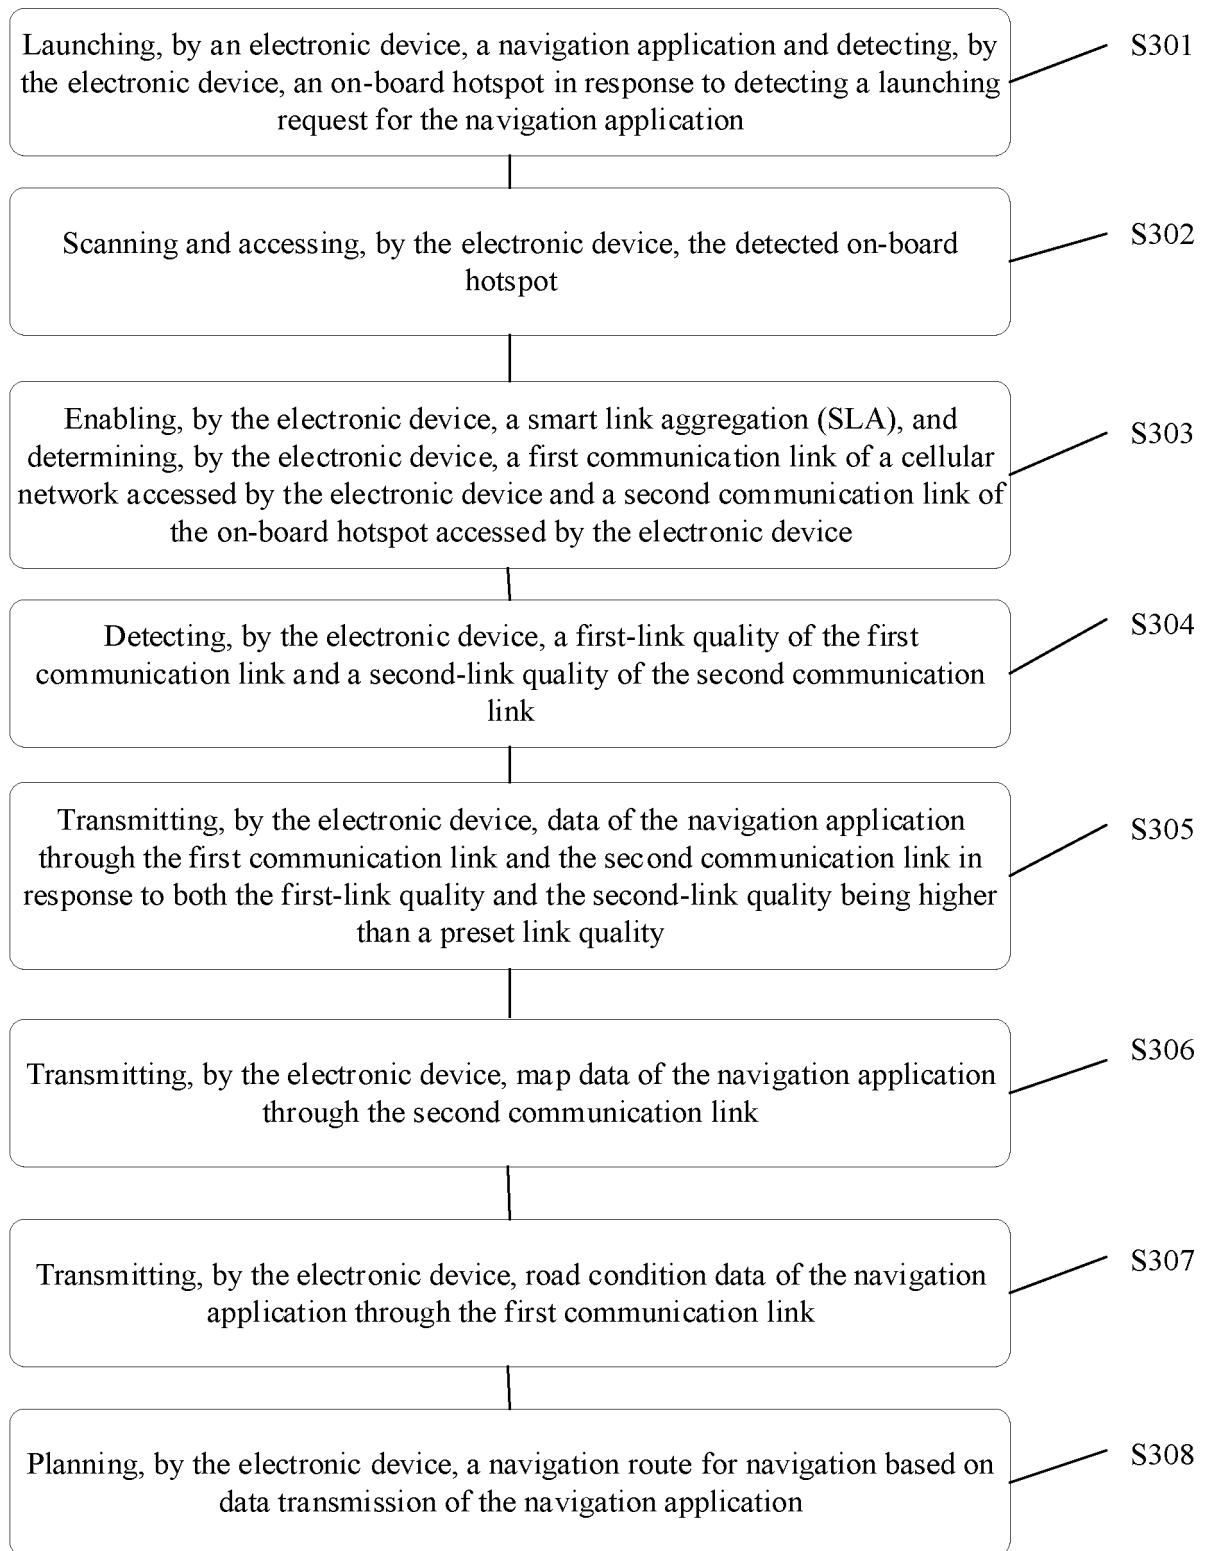 Launching, by an electronic device, a navigation application and detecting, by
the electronic device, an on-board hotspot in response to detecting a launching
request for the navigation application
S301
Scanning and accessing, by the electronic device, the detected on-board
hotspot
S302
Enabling, by the electronic device, a smart link aggregation (SLA), and
determining, by the electronic device, a first communication link of a cellular
network accessed by the electronic device and a second communication link of
the on-board hotspot accessed by the electronic device
S303
Detecting, by the electronic device, a first-link quality of the first
communication link and a second-link quality of the second communication
link
S304
Transmitting, by the electronic device, data of the navigation application
through the first communication link and the second communication link in
response to both the first-link quality and the second-link quality being higher
than a preset link quality
S305
Transmitting, by the electronic device, map data of the navigation application
through the second communication link
S306
Transmitting, by the electronic device, road condition data of the navigation
application through the first communication link
S307
Planning, by the electronic device, a navigation route for navigation based on
data transmission of the navigation application
S308